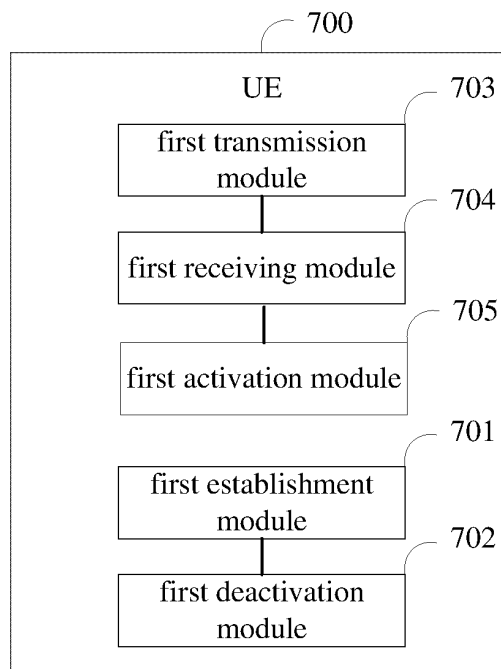 700
UE
703
first transmission
module
704
first receiving module
705
first activation module
701
first establishment
module
702
first deactivation
module